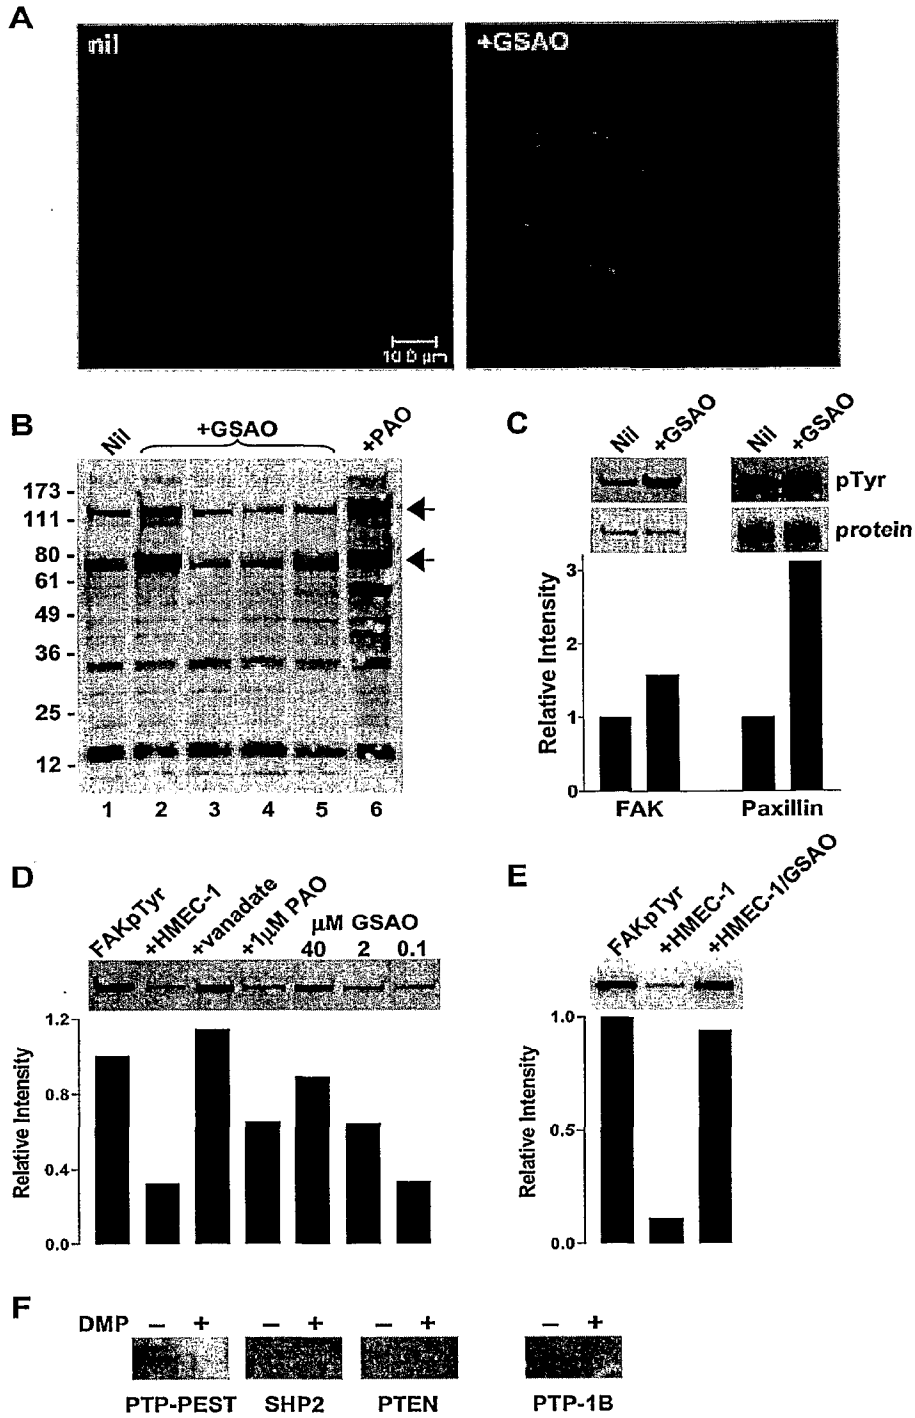 A
nil
+GSAO
10.0 µm
B
Nil
+GSAO
+PAO
173 -
111 -
80 -
61 -
49 -
36 -
25 -
12 -
1 2 3 4 5 6
C
Nil +GSAO Nil +GSAO
pTyr
protein
Relative Intensity
3
2
1
0
FAK Paxillin
D
FAKpTyr +HMEC-1 +vanadate +1µM PAO
µM GSAO
40 2 0.1
Relative Intensity
1.2
0.8
0.4
0.0
E
FAKpTyr +HMEC-1 +HMEC-1/GSAO
Relative Intensity
1.0
0.5
0.0
F
DMP – + – + – + – +
PTP-PEST SHP2 PTEN PTP-1B